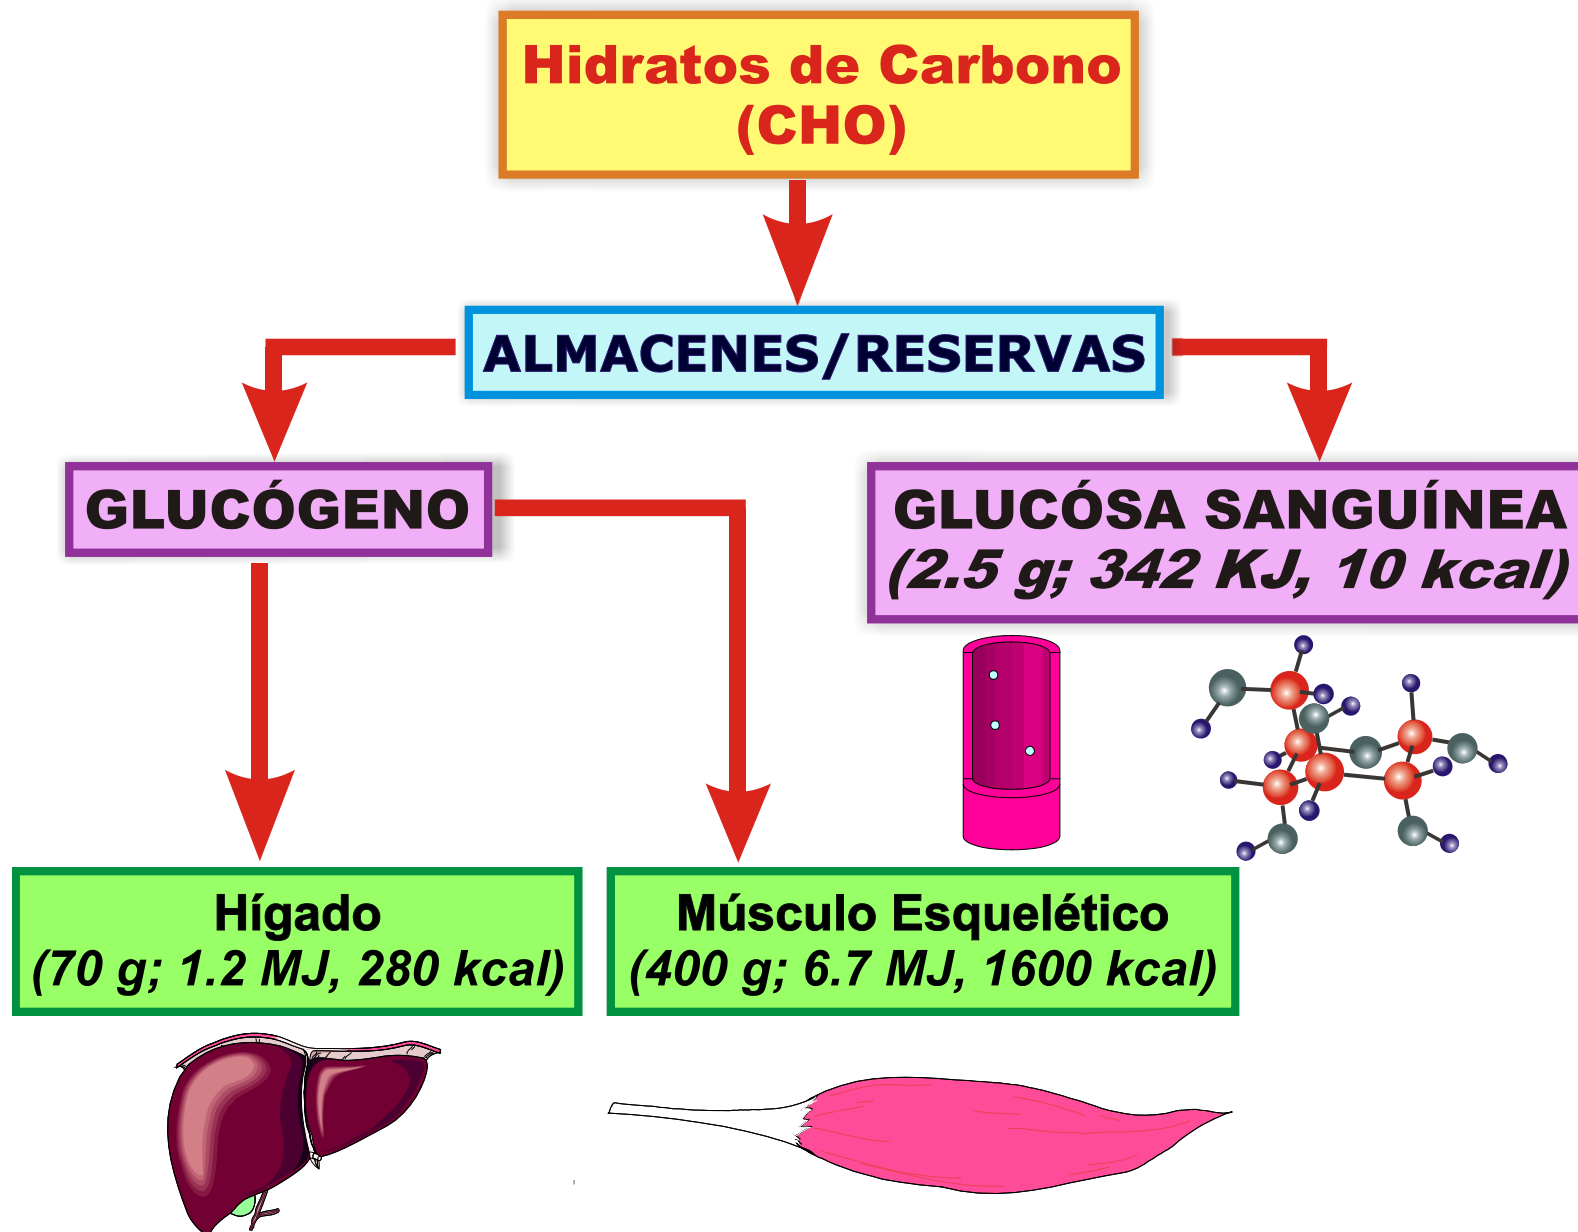 Hidratos de Carbono
(CHO)
ALMACENES/RESERVAS
GLUCÓGENO
GLUCÓSA SANGUÍNEA
(2.5 g; 342 KJ, 10 kcal)
Hígado
(70 g; 1.2 MJ, 280 kcal)
Músculo Esquelético
(400 g; 6.7 MJ, 1600 kcal)